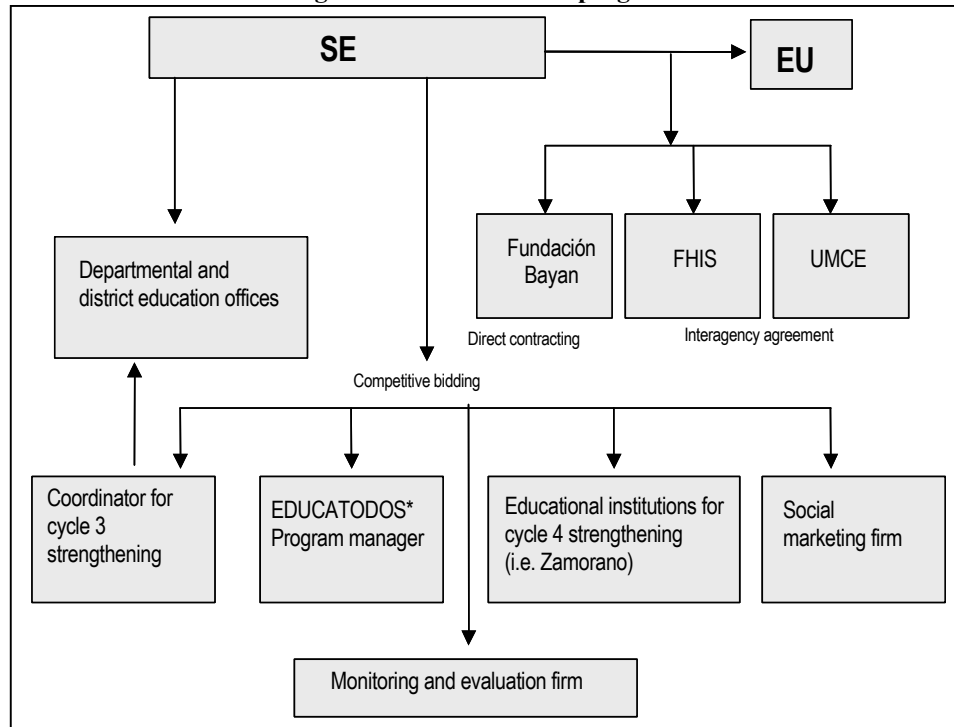 SE
EU
Departmental and
district education offices
Fundación
Bayan
FHIS
UMCE
Direct contracting
Interagency agreement
Competitive bidding
Coordinator for
cycle 3
strengthening
EDUCATODOS*
Program manager
Educational institutions for
cycle 4 strengthening
(i.e. Zamorano)
Social
marketing firm
Monitoring and evaluation firm